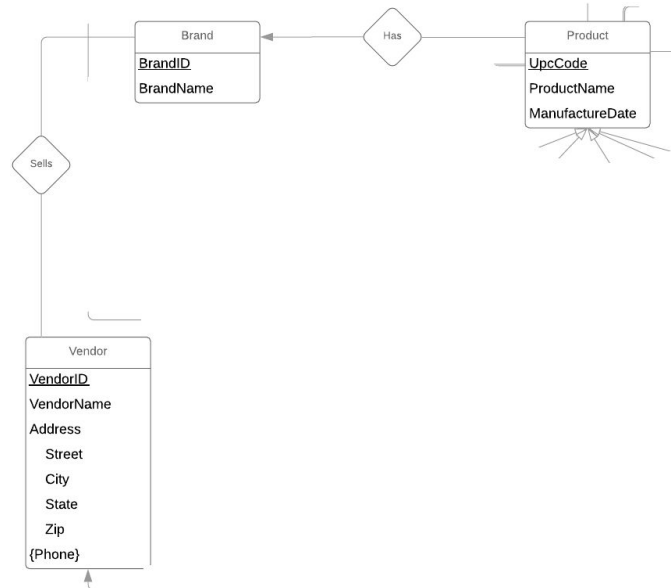 Brand
BrandID
BrandName
Has
Product
UpcCode
ProductName
ManufactureDate
Sells
Vendor
VendorID
VendorName
Address
Street
City
State
Zip
{Phone}